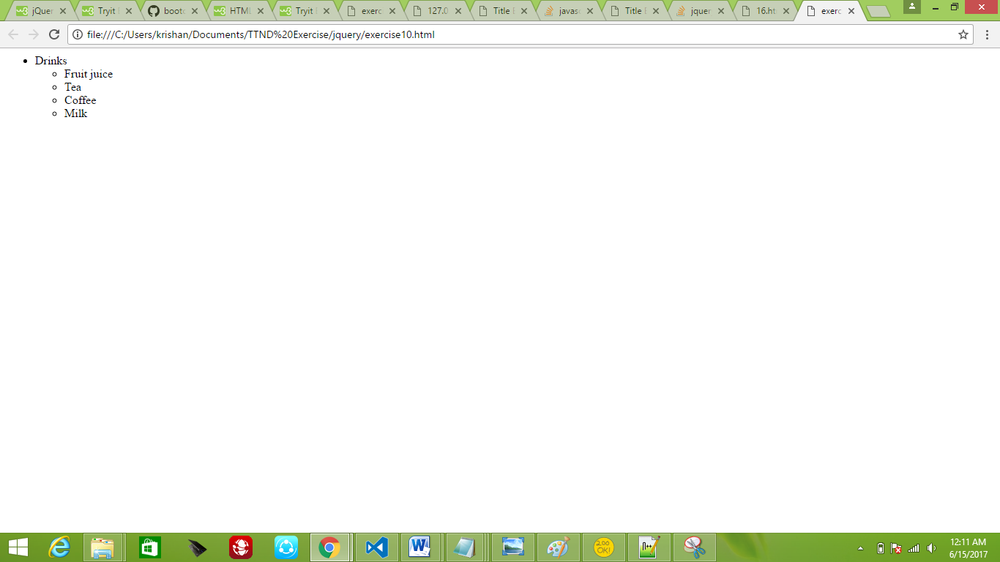 jQuer
Tryit
boot
HTML
Tryit
exerc
127.0
Title
javas
Title
jquer
16.ht
exerc
file:///C:/Users/krishan/Documents/TTND%20Exercise/jquery/exercise10.html
Drinks
Fruit juice
Tea
Coffee
Milk
12:11 AM
6/15/2017